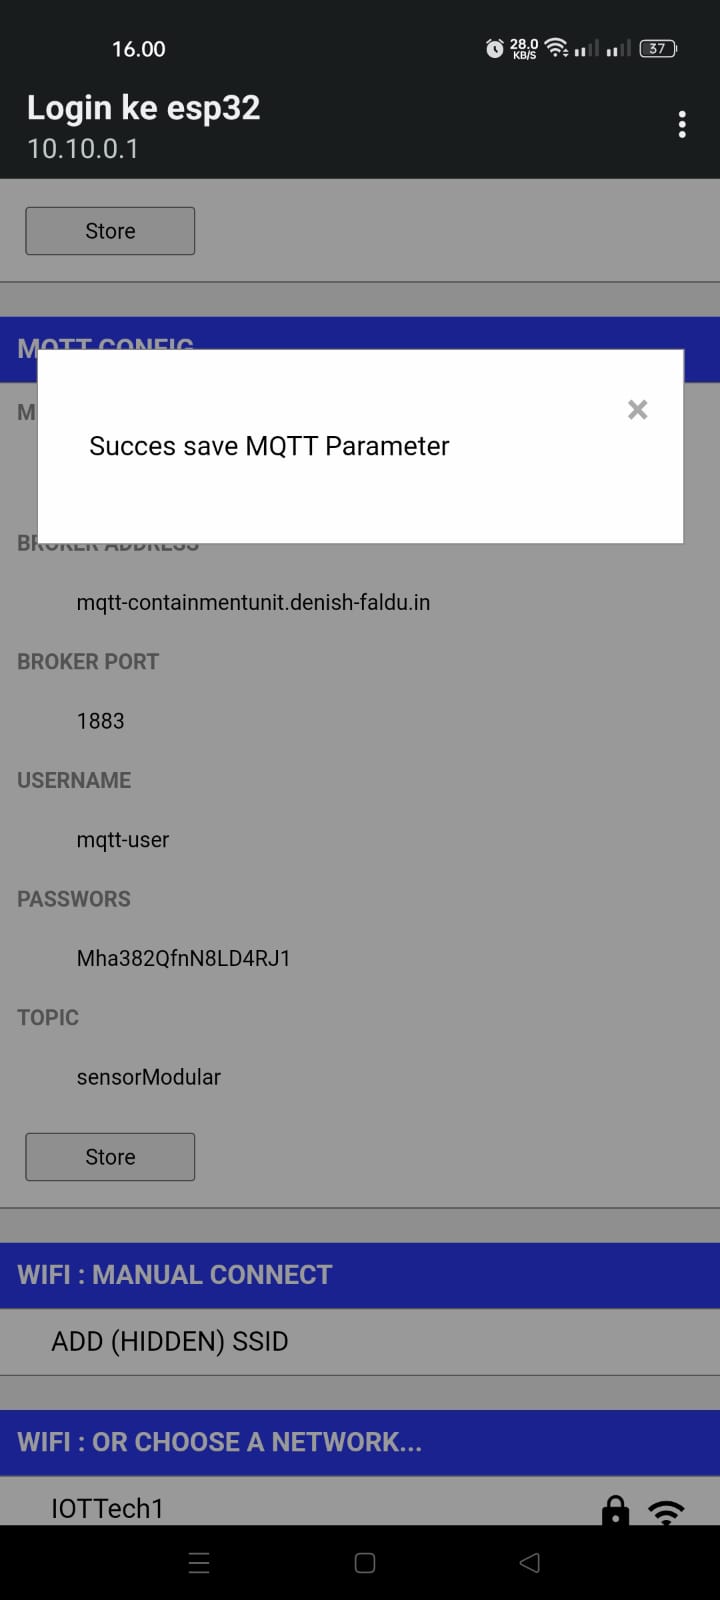 16.00
28.0
KB/S
37
Login ke esp32
10.10.0.1
Store
MQTT CONFIG
Succes save MQTT Parameter
×
BROKER ADDRESS
mqtt-containmentunit.denish-faldu.in
BROKER PORT
1883
USERNAME
mqtt-user
PASSWORS
Mha382QfnN8LD4RJ1
TOPIC
sensorModular
Store
WIFI : MANUAL CONNECT
ADD (HIDDEN) SSID
WIFI : OR CHOOSE A NETWORK...
IOTTech1